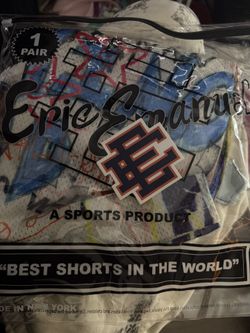 1
PAIR
Eric Emanuel
EE
A SPORTS PRODUCT
"BEST SHORTS IN THE WORLD"
DE IN NEW YORK